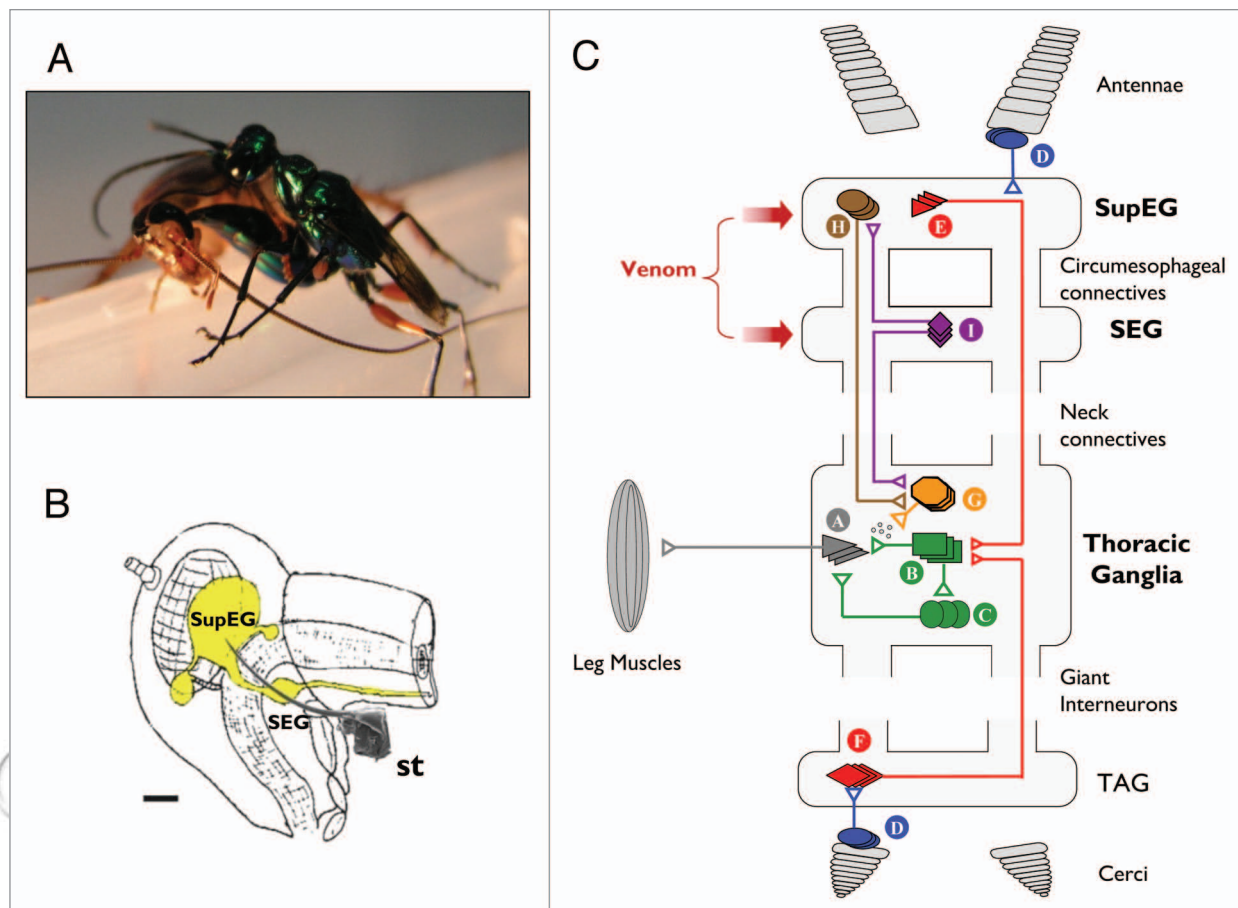 A
B
SupEG
SEG
st
C
Antennae
D
SupEG
H
E
Venom
Circumesophageal
connectives
SEG
I
Neck
connectives
G
A
Thoracic
Ganglia
B
C
Leg Muscles
Giant
Interneurons
F
TAG
D
Cerci